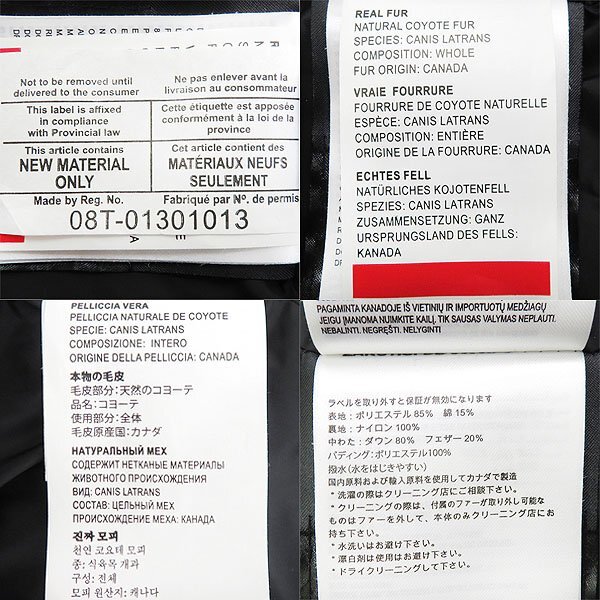 Not to be removed until
delivered to the consumer
Ne pas enlever avant la
livraison au consommateur
This label is affixed
in compliance
with Provincial law
Cette étiquette est apposée
conformément à la loi de la
province
This article contains
NEW MATERIAL
ONLY
Cet article contient des
MATÉRIAUX NEUFS
SEULEMENT
Made by Reg. No.
Fabriqué par Nº. de permis
08T-01301013
REAL FUR
NATURAL COYOTE FUR
SPECIES: CANIS LATRANS
COMPOSITION: WHOLE
FUR ORIGIN: CANADA
VRAIE FOURRURE
FOURRURE DE COYOTE NATURELLE
ESPÈCE: CANIS LATRANS
COMPOSITION: ENTIÈRE
ORIGINE DE LA FOURRURE: CANADA
ECHTES FELL
NATÜRLICHES KOJOTENFELL
SPEZIES: CANIS LATRANS
ZUSAMMENSETZUNG: GANZ
URSPRUNGSLAND DES FELLS:
KANADA
PELLICCIA VERA
PELLICCIA NATURALE DE COYOTE
SPECIE: CANIS LATRANS
COMPOSIZIONE: INTERO
ORIGINE DELLA PELLICCIA: CANADA
本物の毛皮
毛皮部分：天然のコヨーテ
品名：コヨーテ
使用部分：全体
毛皮原産国：カナダ
НАТУРАЛЬНЫЙ МЕХ
СОДЕРЖИТ НЕТКАНЫЕ МАТЕРИАЛЫ
ЖИВОТНОГО ПРОИСХОЖДЕНИЯ
ВИД: CANIS LATRANS
СОСТАВ: ЦЕЛЬНЫЙ МЕХ
ПРОИСХОЖДЕНИЕ МЕХА: КАНАДА
진짜 모피
천연 코요테 모피
종: 식육목 개과
구성: 전체
모피 원산지: 캐나다
PAGAMINTA KANADOJE IŠ VIETINIŲ IR IMPORTUOTŲ MEDŽIAGŲ
JEIGU ĮMANOMA NUIMKITE KAILĮ, TIK SAUSAS VALYMAS NEPLAUTI.
NEBALINTI. NEGRĘŠTI. NELYGINTI
ラベルを取り外すと保証が無効になります
表地：ポリエステル 85% 綿 15%
裏地：ナイロン 100%
中わた：ダウン 80% フェザー 20%
パディング：ポリエステル100%
撥水（水をはじきやすい）
国内原料および輸入原料を使用してカナダで製造
* 洗濯の際はクリーニング店にご相談下さい。
* クリーニングの際は、付属のファーが取り外し可能な
ものはファーを外して、本体のみクリーニング店にお
持ち下さい。
* 水洗いはお避け下さい。
* 漂白剤は使用はお避け下さい。
* ドライクリーニングして下さい。